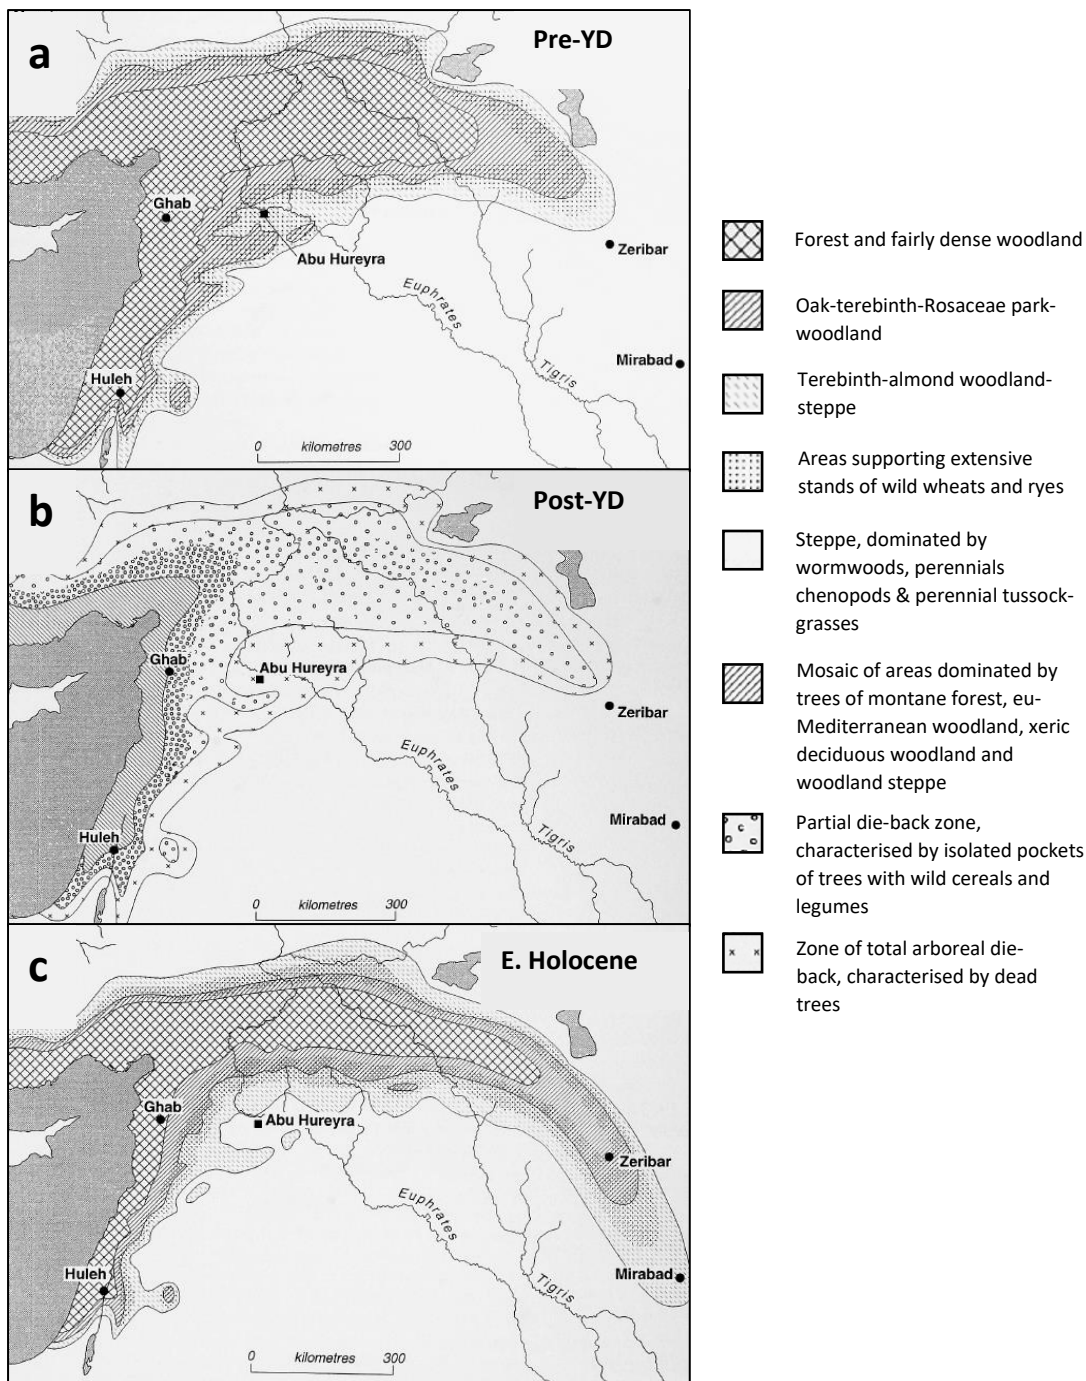 a
Pre-YD
Ghab
Abu Hureyra
Zeribar
Euphrates
Mirabad
Tigris
Huleh
0 kilometres 300
b
Post-YD
Ghab
Abu Hureyra
Zeribar
Euphrates
Mirabad
Tigris
Huleh
0 kilometres 300
c
E. Holocene
Ghab
Abu Hureyra
Zeribar
Euphrates
Mirabad
Tigris
Huleh
0 kilometres 300
Forest and fairly dense woodland
Oak-terebinth-Rosaceae park-
woodland
Terebinth-almond woodland-
steppe
Areas supporting extensive
stands of wild wheats and ryes
Steppe, dominated by
wormwoods, perennials
chenopods & perennial tussock-
grasses
Mosaic of areas dominated by
trees of montane forest, eu-
Mediterranean woodland, xeric
deciduous woodland and
woodland steppe
Partial die-back zone,
characterised by isolated pockets
of trees with wild cereals and
legumes
Zone of total arboreal die-
back, characterised by dead
trees